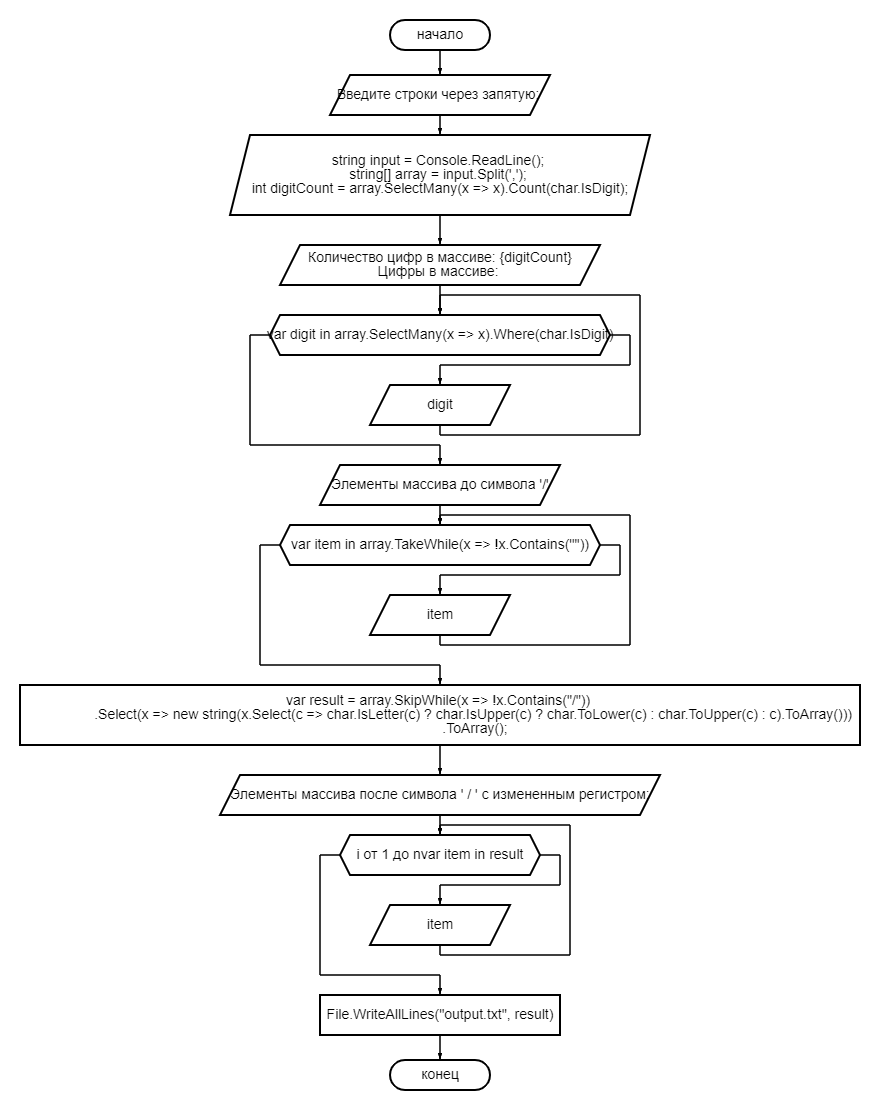 начало
Введите строки через запятую:
string input = Console.ReadLine();
string[] array = input.Split(',');
int digitCount = array.SelectMany(x => x).Count(char.IsDigit);
Количество цифр в массиве: {digitCount}
Цифры в массиве:
var digit in array.SelectMany(x => x).Where(char.IsDigit)
digit
Элементы массива до символа '/'
var item in array.TakeWhile(x => !x.Contains(""))
item
var result = array.SkipWhile(x => !x.Contains("/"))
.Select(x => new string(x.Select(c => char.IsLetter(c) ? char.IsUpper(c) ? char.ToLower(c) : char.ToUpper(c) : c).ToArray()))
.ToArray();
Элементы массива после символа ' / ' с измененным регистром:
i от 1 до nvar item in result
item
File.WriteAllLines("output.txt", result)
конец